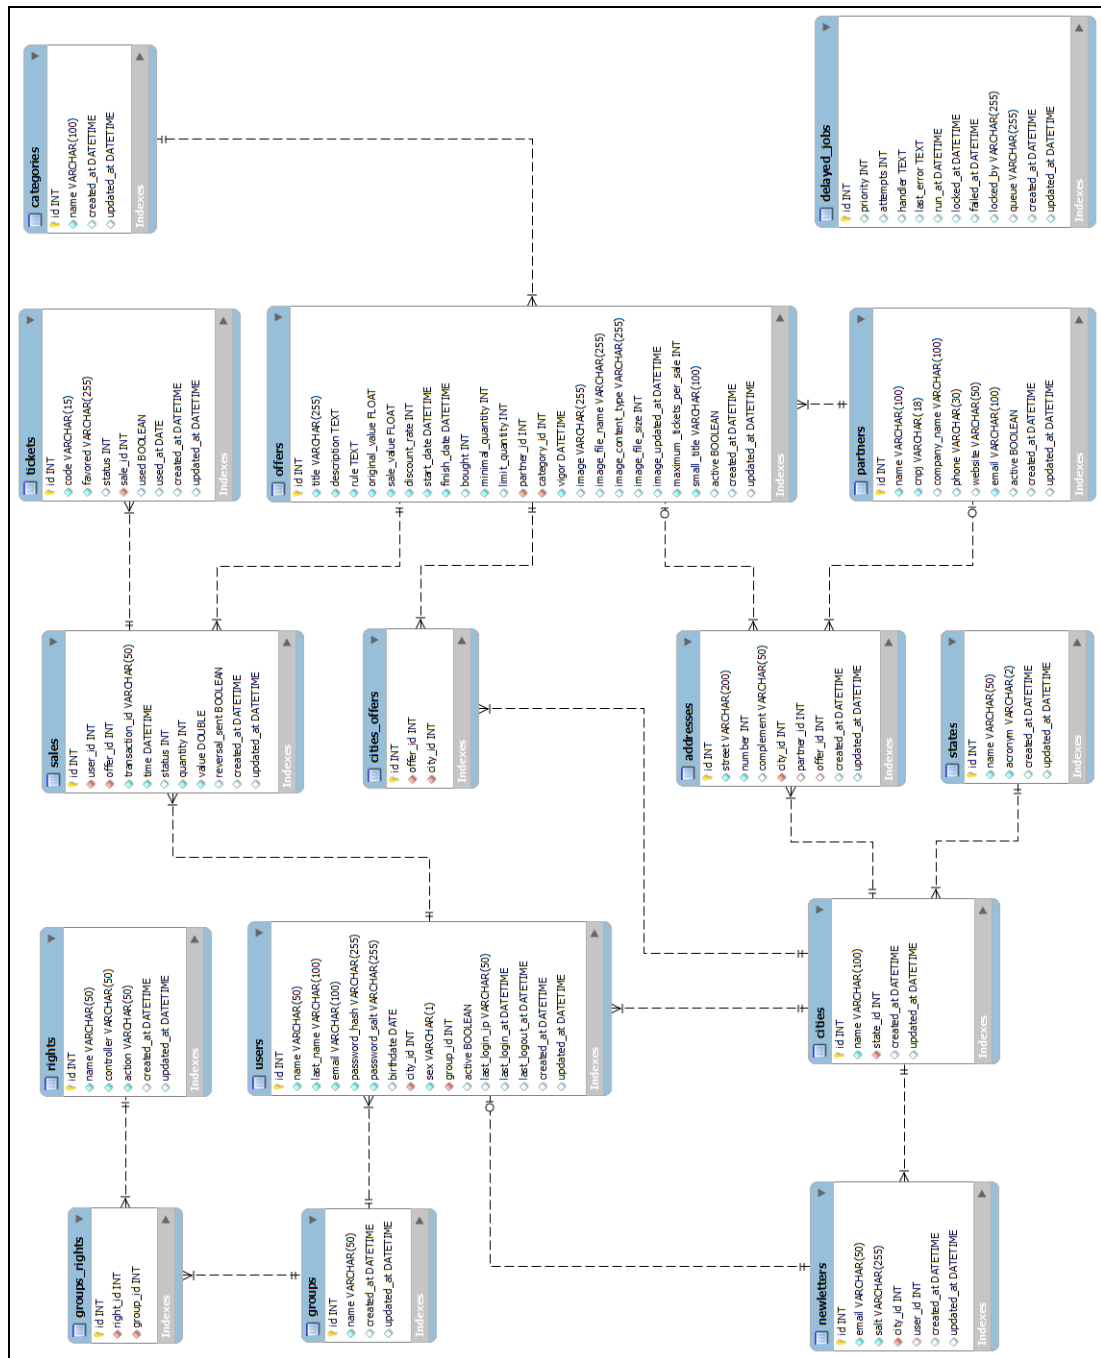 groups_rights
id INT
right_id INT
group_id INT
Indexes
rights
id INT
name VARCHAR(50)
controller VARCHAR(50)
action VARCHAR(50)
created_at DATETIME
updated_at DATETIME
Indexes
sales
id INT
user_id INT
offer_id INT
transaction_id VARCHAR(50)
time DATETIME
status INT
quantity INT
value DOUBLE
reversal_sent BOOLEAN
created_at DATETIME
updated_at DATETIME
Indexes
tickets
id INT
code VARCHAR(15)
favored VARCHAR(255)
status INT
sale_id INT
used BOOLEAN
used_at DATE
created_at DATETIME
updated_at DATETIME
Indexes
categories
id INT
name VARCHAR(100)
created_at DATETIME
updated_at DATETIME
Indexes
groups
id INT
name VARCHAR(50)
created_at DATETIME
updated_at DATETIME
Indexes
users
id INT
name VARCHAR(50)
last_name VARCHAR(100)
email VARCHAR(100)
password_hash VARCHAR(255)
password_salt VARCHAR(255)
birthdate DATE
city_id INT
sex VARCHAR(1)
group_id INT
active BOOLEAN
last_login_ip VARCHAR(50)
last_login_at DATETIME
last_logout_at DATETIME
created_at DATETIME
updated_at DATETIME
Indexes
cities_offers
id INT
offer_id INT
city_id INT
Indexes
offers
id INT
title VARCHAR(255)
description TEXT
rule TEXT
original_value FLOAT
sale_value FLOAT
discount_rate INT
start_date DATETIME
finish_date DATETIME
bought INT
minimal_quantity INT
limit_quantity INT
partner_id INT
category_id INT
vigor DATETIME
image VARCHAR(255)
image_file_name VARCHAR(255)
image_content_type VARCHAR(255)
image_file_size INT
image_updated_at DATETIME
maximum_tickets_per_sale INT
small_title VARCHAR(100)
active BOOLEAN
created_at DATETIME
updated_at DATETIME
Indexes
newletters
id INT
email VARCHAR(50)
salt VARCHAR(255)
city_id INT
user_id INT
created_at DATETIME
updated_at DATETIME
Indexes
cities
id INT
name VARCHAR(100)
state_id INT
created_at DATETIME
updated_at DATETIME
Indexes
addresses
id INT
street VARCHAR(200)
number INT
complement VARCHAR(50)
city_id INT
partner_id INT
offer_id INT
created_at DATETIME
updated_at DATETIME
Indexes
states
id INT
name VARCHAR(50)
acronym VARCHAR(2)
created_at DATETIME
updated_at DATETIME
Indexes
partners
id INT
name VARCHAR(100)
cnpj VARCHAR(18)
company_name VARCHAR(100)
phone VARCHAR(30)
website VARCHAR(50)
email VARCHAR(100)
active BOOLEAN
created_at DATETIME
updated_at DATETIME
Indexes
delayed_jobs
id INT
priority INT
attempts INT
handler TEXT
last_error TEXT
run_at DATETIME
locked_at DATETIME
failed_at DATETIME
locked_by VARCHAR(255)
queue VARCHAR(255)
created_at DATETIME
updated_at DATETIME
Indexes